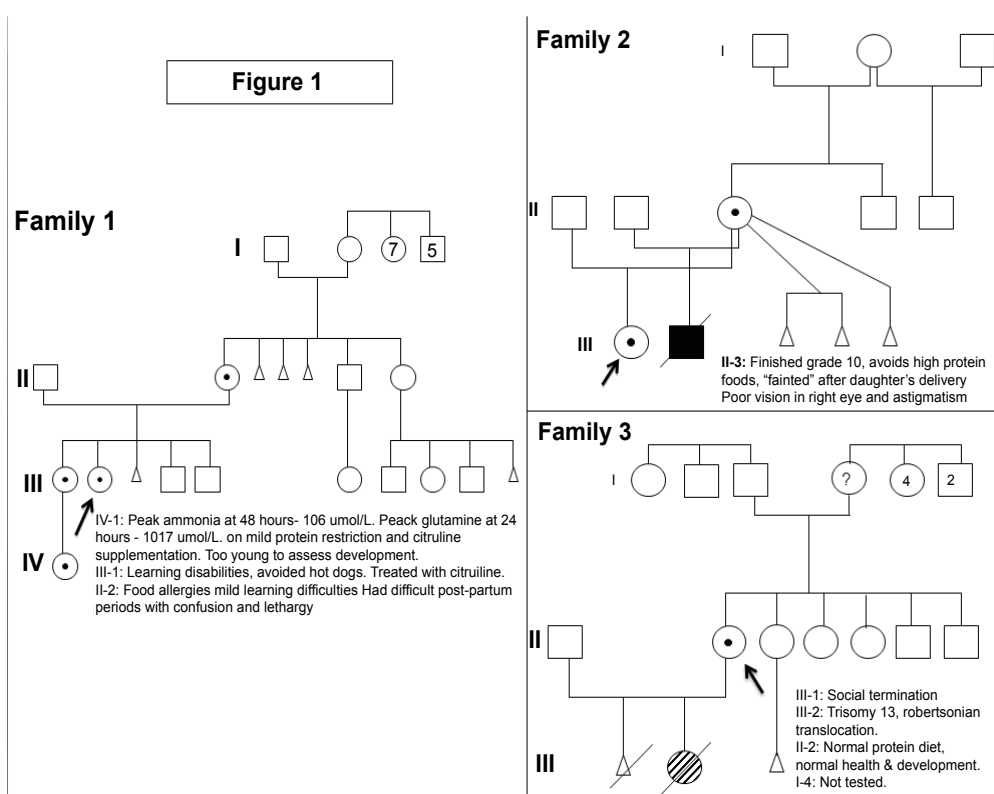 Figure 1
Family 1
I
7
5
II
III
IV-1: Peak ammonia at 48 hours- 106 umol/L. Peack glutamine at 24
hours - 1017 umol/L. on mild protein restriction and citruline
supplementation. Too young to assess development.
III-1: Learning disabilities, avoided hot dogs. Treated with citruiline.
II-2: Food allergies mild learning difficulties Had difficult post-partum
periods with confusion and lethargy
IV
Family 2
I
II
III
II-3: Finished grade 10, avoids high protein
foods, “fainted” after daughter’s delivery
Poor vision in right eye and astigmatism
Family 3
I
?
4
2
II
III-1: Social termination
III-2: Trisomy 13, robertsonian
translocation.
II-2: Normal protein diet,
normal health & development.
I-4: Not tested.
III